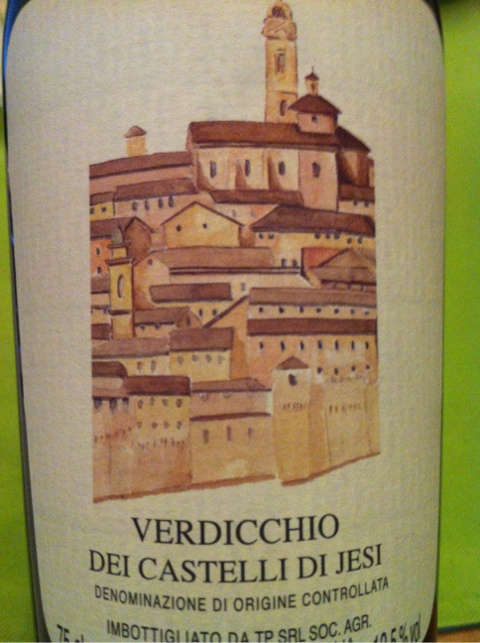 VERDICCHIO
DEI CASTELLI DI JESI
DENOMINAZIONE DI ORIGINE CONTROLLATA
IMBOTTIGLIATO DA TP SRL SOC. AGR.